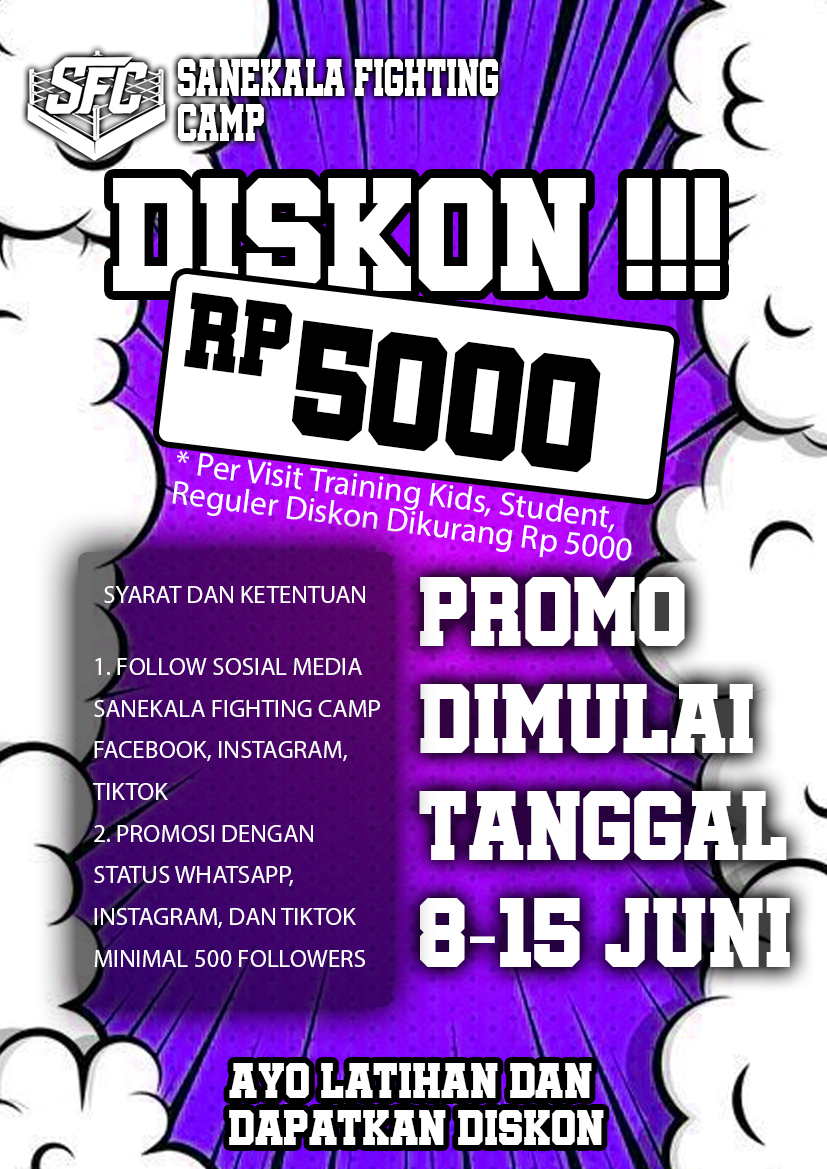 SFC
SANEKALA FIGHTING
CAMP
DISKON !!!
RP 5000
* Per Visit Training Kids, Student,
Reguler Diskon Dikurang Rp 5000
SYARAT DAN KETENTUAN
1. FOLLOW SOSIAL MEDIA
SANEKALA FIGHTING CAMP
FACEBOOK, INSTAGRAM,
TIKTOK
2. PROMOSI DENGAN
STATUS WHATSAPP,
INSTAGRAM, DAN TIKTOK
MINIMAL 500 FOLLOWERS
PROMO
DIMULAI
TANGGAL
8-15 JUNI
AYO LATIHAN DAN
DAPATKAN DISKON